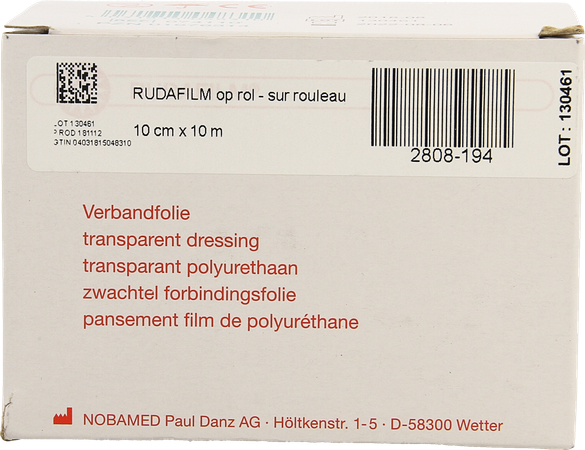 RUDAFILM op rol - sur rouleau
LOT 130461
PROD 181112
GTIN 04031815048310
10 cm x 10 m
2808-194
LOT : 130461
Verbandfolie
transparent dressing
transparant polyurethaan
zwachtel forbindingsfolie
pansement film de polyuréthane
NOBAMED Paul Danz AG · Höltkenstr. 1-5 · D-58300 Wetter